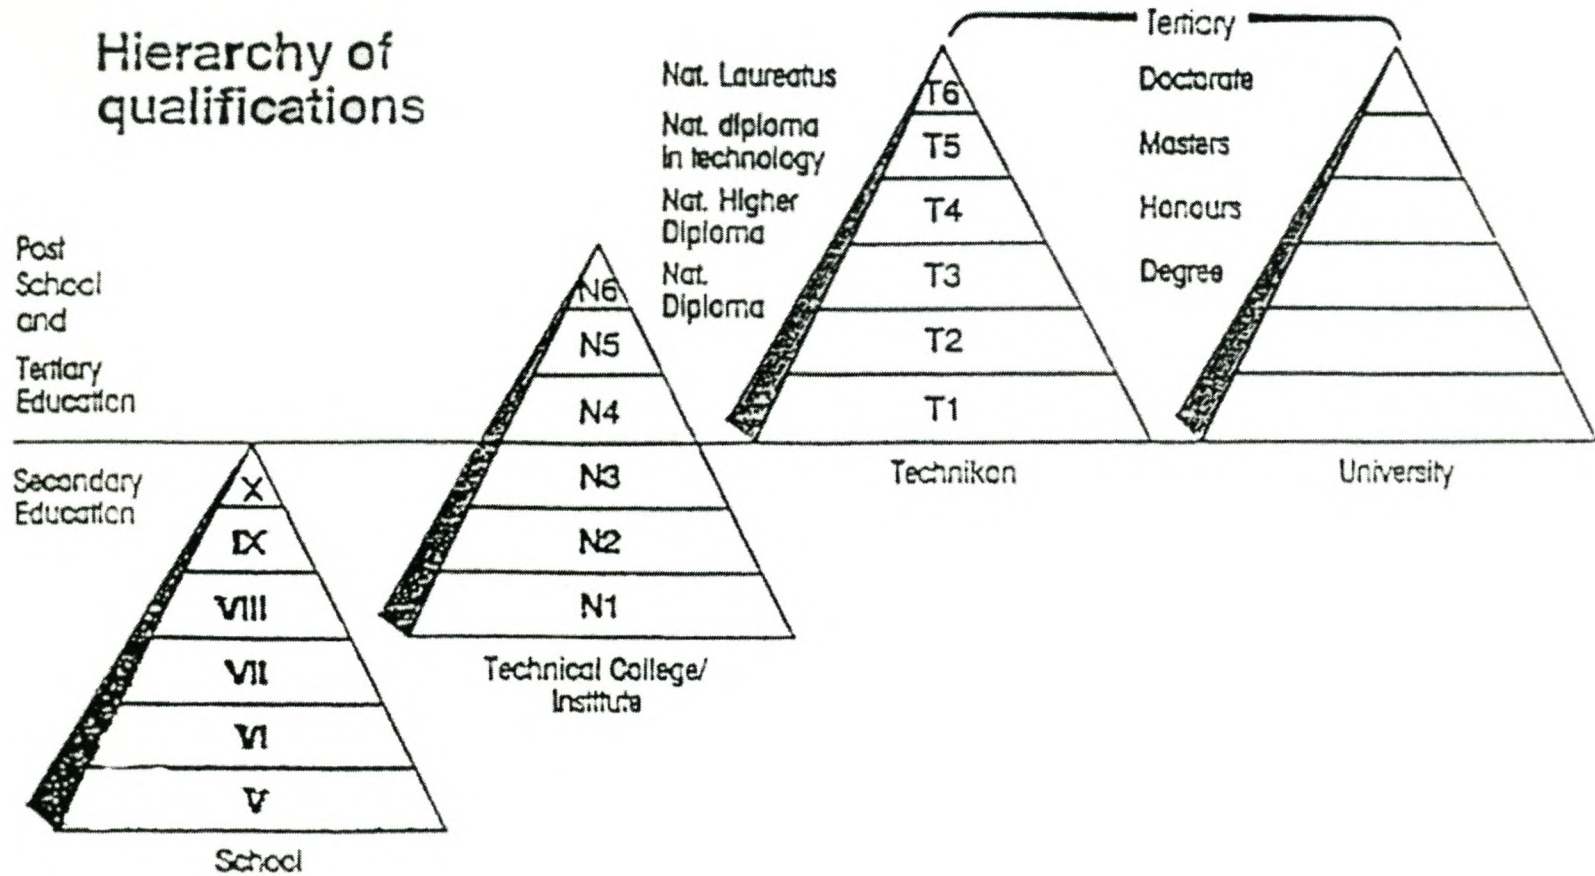 Hierarchy of
qualifications
Tertiary
Nat. Laureatus
Nat. diploma
in technology
Nat. Higher
Diploma
Nat.
Diploma
T6
T5
T4
T3
T2
T1
Technikon
Doctorate
Masters
Honours
Degree
University
Post
School
and
Tertiary
Education
Secondary
Education
N6
N5
N4
N3
N2
N1
Technical College/
Institute
X
IX
VIII
VII
VI
V
School